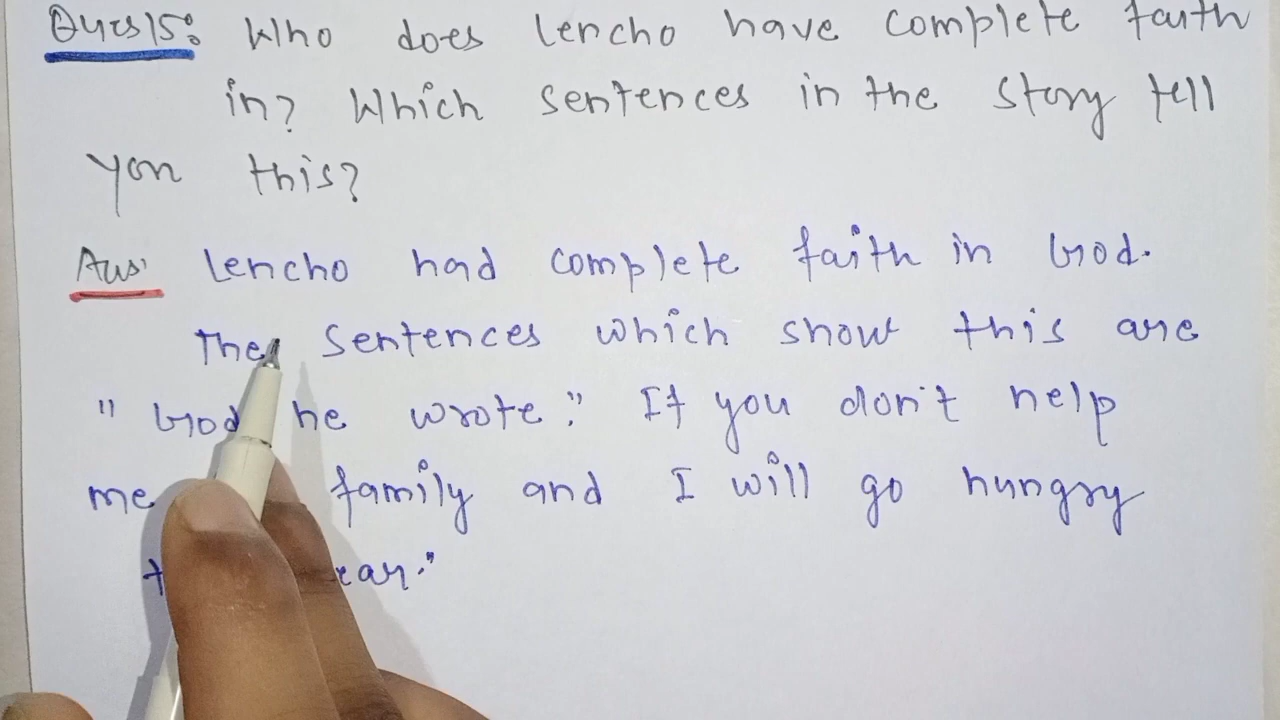 Ques15: Who does Lencho have complete faith
in? Which sentences in the story tell
you this?
Ans: Lencho had complete faith in God.
The sentences which show this are
" God he wrote." If you don't help
me family and I will go hungry